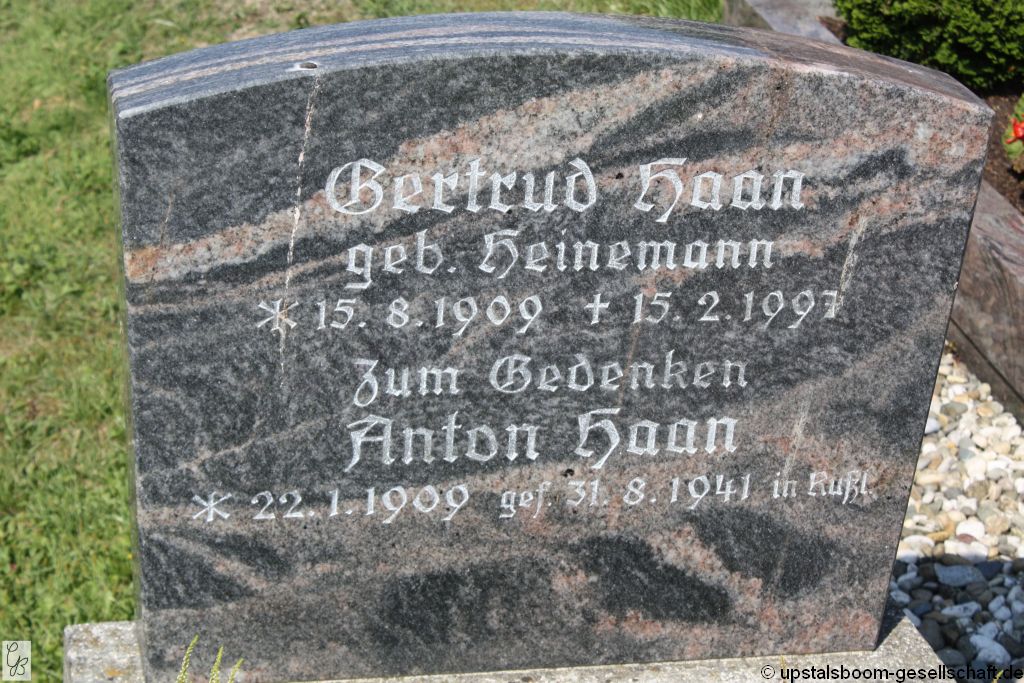 Gertrud Haan
geb. Heinemann
* 15.8.1909 + 15.2.1997
Zum Gedenken
Anton Haan
* 22.1.1909 gef. 31.8.1941 in Rußl.
GB
© upstalsboom-gesellschaft.de